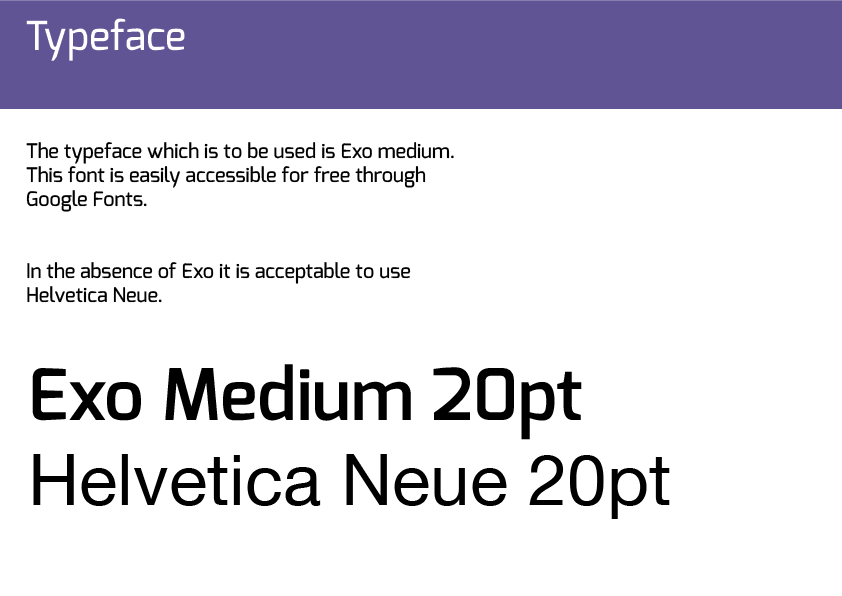 Typeface
The typeface which is to be used is Exo medium.
This font is easily accessible for free through
Google Fonts.
In the absence of Exo it is acceptable to use
Helvetica Neue.
Exo Medium 20pt
Helvetica Neue 20pt